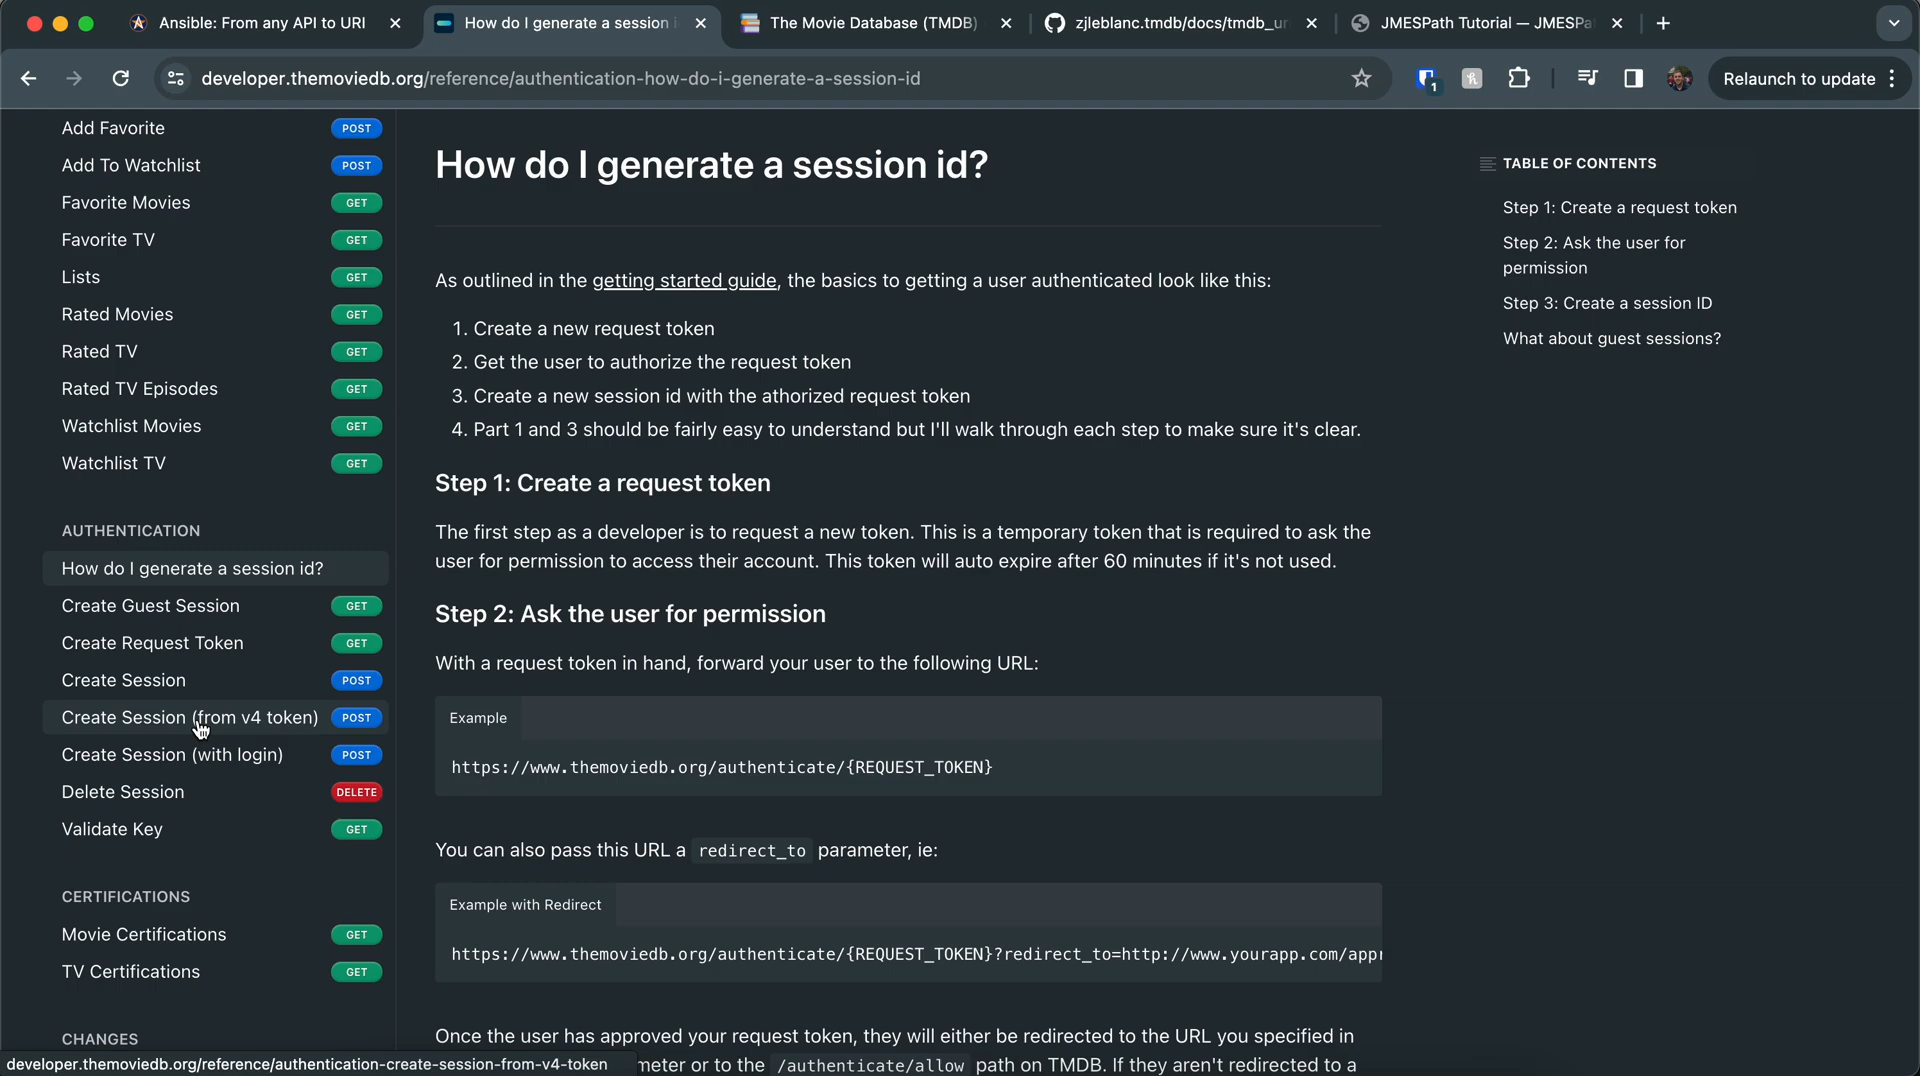 Ansible: From any API to URI
How do I generate a session i
The Movie Database (TMDB)
zjleblanc.tmdb/docs/tmdb_u
JMESPath Tutorial — JMESPa
developer.themoviedb.org/reference/authentication-how-do-i-generate-a-session-id
1
Relaunch to update
Add Favorite POST
Add To Watchlist POST
Favorite Movies GET
Favorite TV GET
Lists GET
Rated Movies GET
Rated TV GET
Rated TV Episodes GET
Watchlist Movies GET
Watchlist TV GET
AUTHENTICATION
How do I generate a session id?
Create Guest Session GET
Create Request Token GET
Create Session POST
Create Session (from v4 token) POST
Create Session (with login) POST
Delete Session DELETE
Validate Key GET
CERTIFICATIONS
Movie Certifications GET
TV Certifications GET
CHANGES
developer.themoviedb.org/reference/authentication-create-session-from-v4-token
How do I generate a session id?
As outlined in the getting started guide, the basics to getting a user authenticated look like this:
1. Create a new request token
2. Get the user to authorize the request token
3. Create a new session id with the athorized request token
4. Part 1 and 3 should be fairly easy to understand but I'll walk through each step to make sure it's clear.
Step 1: Create a request token
The first step as a developer is to request a new token. This is a temporary token that is required to ask the
user for permission to access their account. This token will auto expire after 60 minutes if it's not used.
Step 2: Ask the user for permission
With a request token in hand, forward your user to the following URL:
Example
https://www.themoviedb.org/authenticate/{REQUEST_TOKEN}
You can also pass this URL a redirect_to parameter, ie:
Example with Redirect
https://www.themoviedb.org/authenticate/{REQUEST_TOKEN}?redirect_to=http://www.yourapp.com/appr
Once the user has approved your request token, they will either be redirected to the URL you specified in
meter or to the /authenticate/allow path on TMDB. If they aren't redirected to a
TABLE OF CONTENTS
Step 1: Create a request token
Step 2: Ask the user for
permission
Step 3: Create a session ID
What about guest sessions?